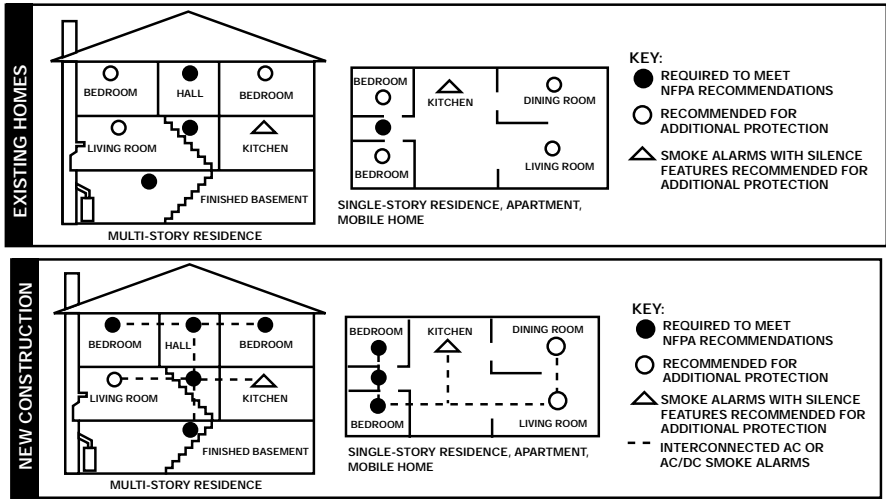 EXISTING HOMES
BEDROOM
HALL
BEDROOM
LIVING ROOM
KITCHEN
FINISHED BASEMENT
MULTI-STORY RESIDENCE
BEDROOM
KITCHEN
DINING ROOM
BEDROOM
LIVING ROOM
SINGLE-STORY RESIDENCE, APARTMENT,
MOBILE HOME
KEY:
REQUIRED TO MEET
NFPA RECOMMENDATIONS
RECOMMENDED FOR
ADDITIONAL PROTECTION
SMOKE ALARMS WITH SILENCE
FEATURES RECOMMENDED FOR
ADDITIONAL PROTECTION
NEW CONSTRUCTION
BEDROOM
HALL
BEDROOM
LIVING ROOM
KITCHEN
FINISHED BASEMENT
MULTI-STORY RESIDENCE
BEDROOM
KITCHEN
DINING ROOM
BEDROOM
LIVING ROOM
SINGLE-STORY RESIDENCE, APARTMENT,
MOBILE HOME
KEY:
REQUIRED TO MEET
NFPA RECOMMENDATIONS
RECOMMENDED FOR
ADDITIONAL PROTECTION
SMOKE ALARMS WITH SILENCE
FEATURES RECOMMENDED FOR
ADDITIONAL PROTECTION
INTERCONNECTED AC OR
AC/DC SMOKE ALARMS